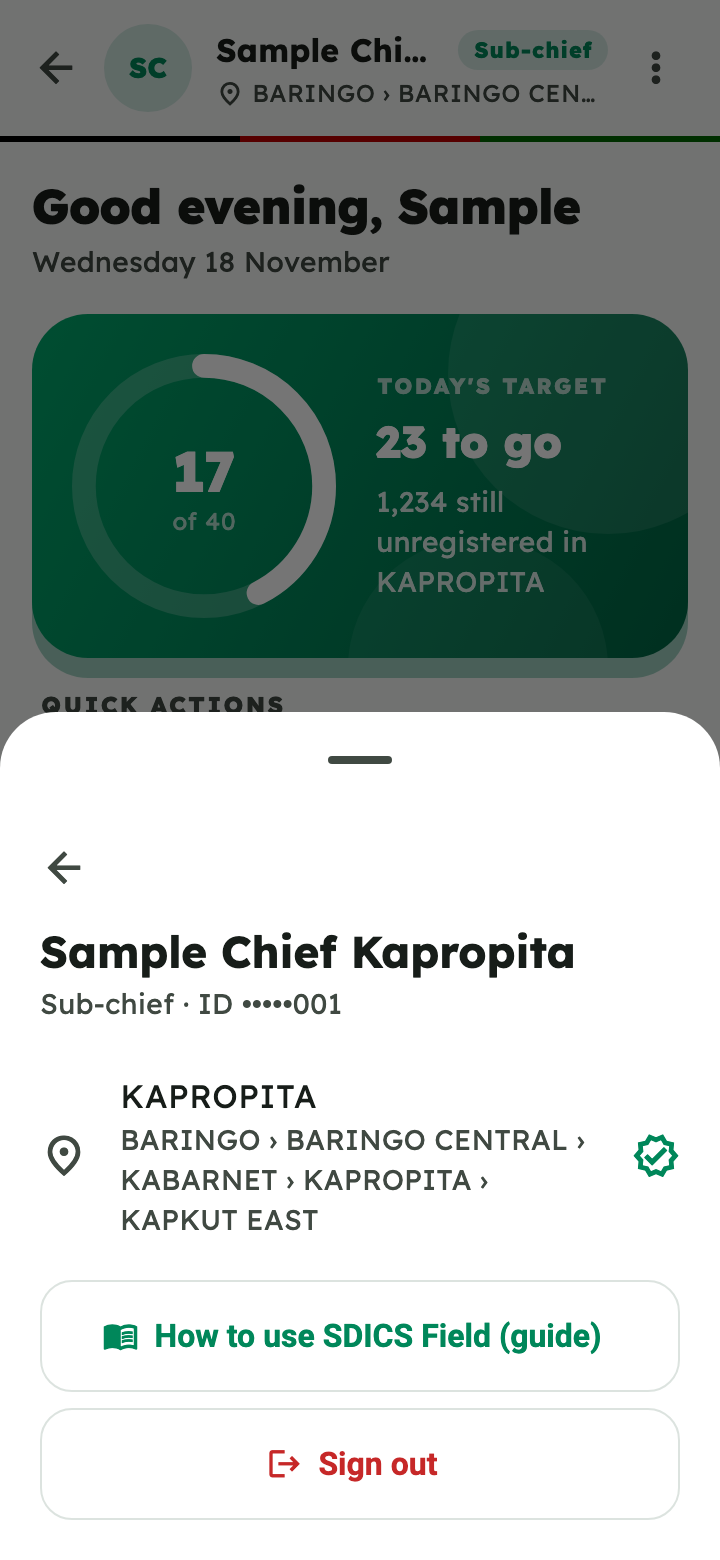 SC
Sample Chi...
Sub-chief
BARINGO › BARINGO CEN...
Good evening, Sample
Wednesday 18 November
17
of 40
TODAY'S TARGET
23 to go
1,234 still
unregistered in
KAPROPITA
QUICK ACTIONS
Sample Chief Kapropita
Sub-chief · ID •••••001
KAPROPITA
BARINGO › BARINGO CENTRAL ›
KABARNET › KAPROPITA ›
KAPKUT EAST
How to use SDICS Field (guide)
Sign out